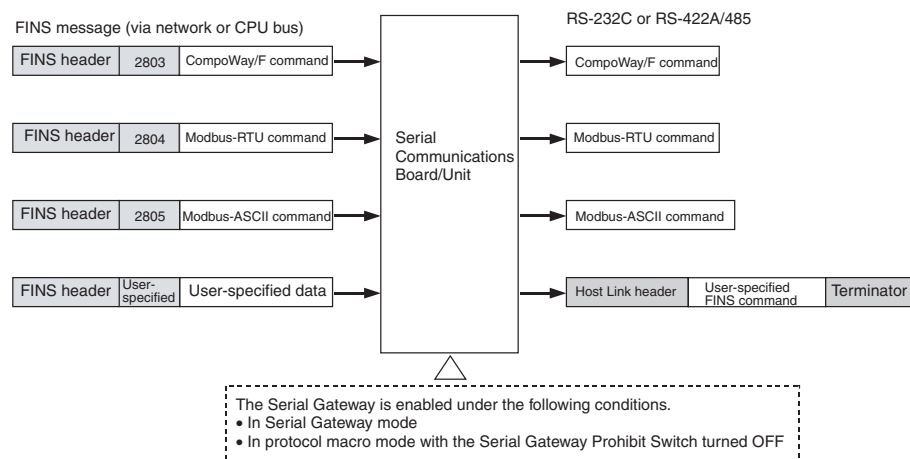 FINS message (via network or CPU bus)
RS-232C or RS-422A/485
FINS header 2803 CompoWay/F command
CompoWay/F command
FINS header 2804 Modbus-RTU command
Serial
Communications
Board/Unit
Modbus-RTU command
FINS header 2805 Modbus-ASCII command
Modbus-ASCII command
FINS header User-
specified User-specified data
Host Link header User-specified
FINS command Terminator
The Serial Gateway is enabled under the following conditions.
• In Serial Gateway mode
• In protocol macro mode with the Serial Gateway Prohibit Switch turned OFF